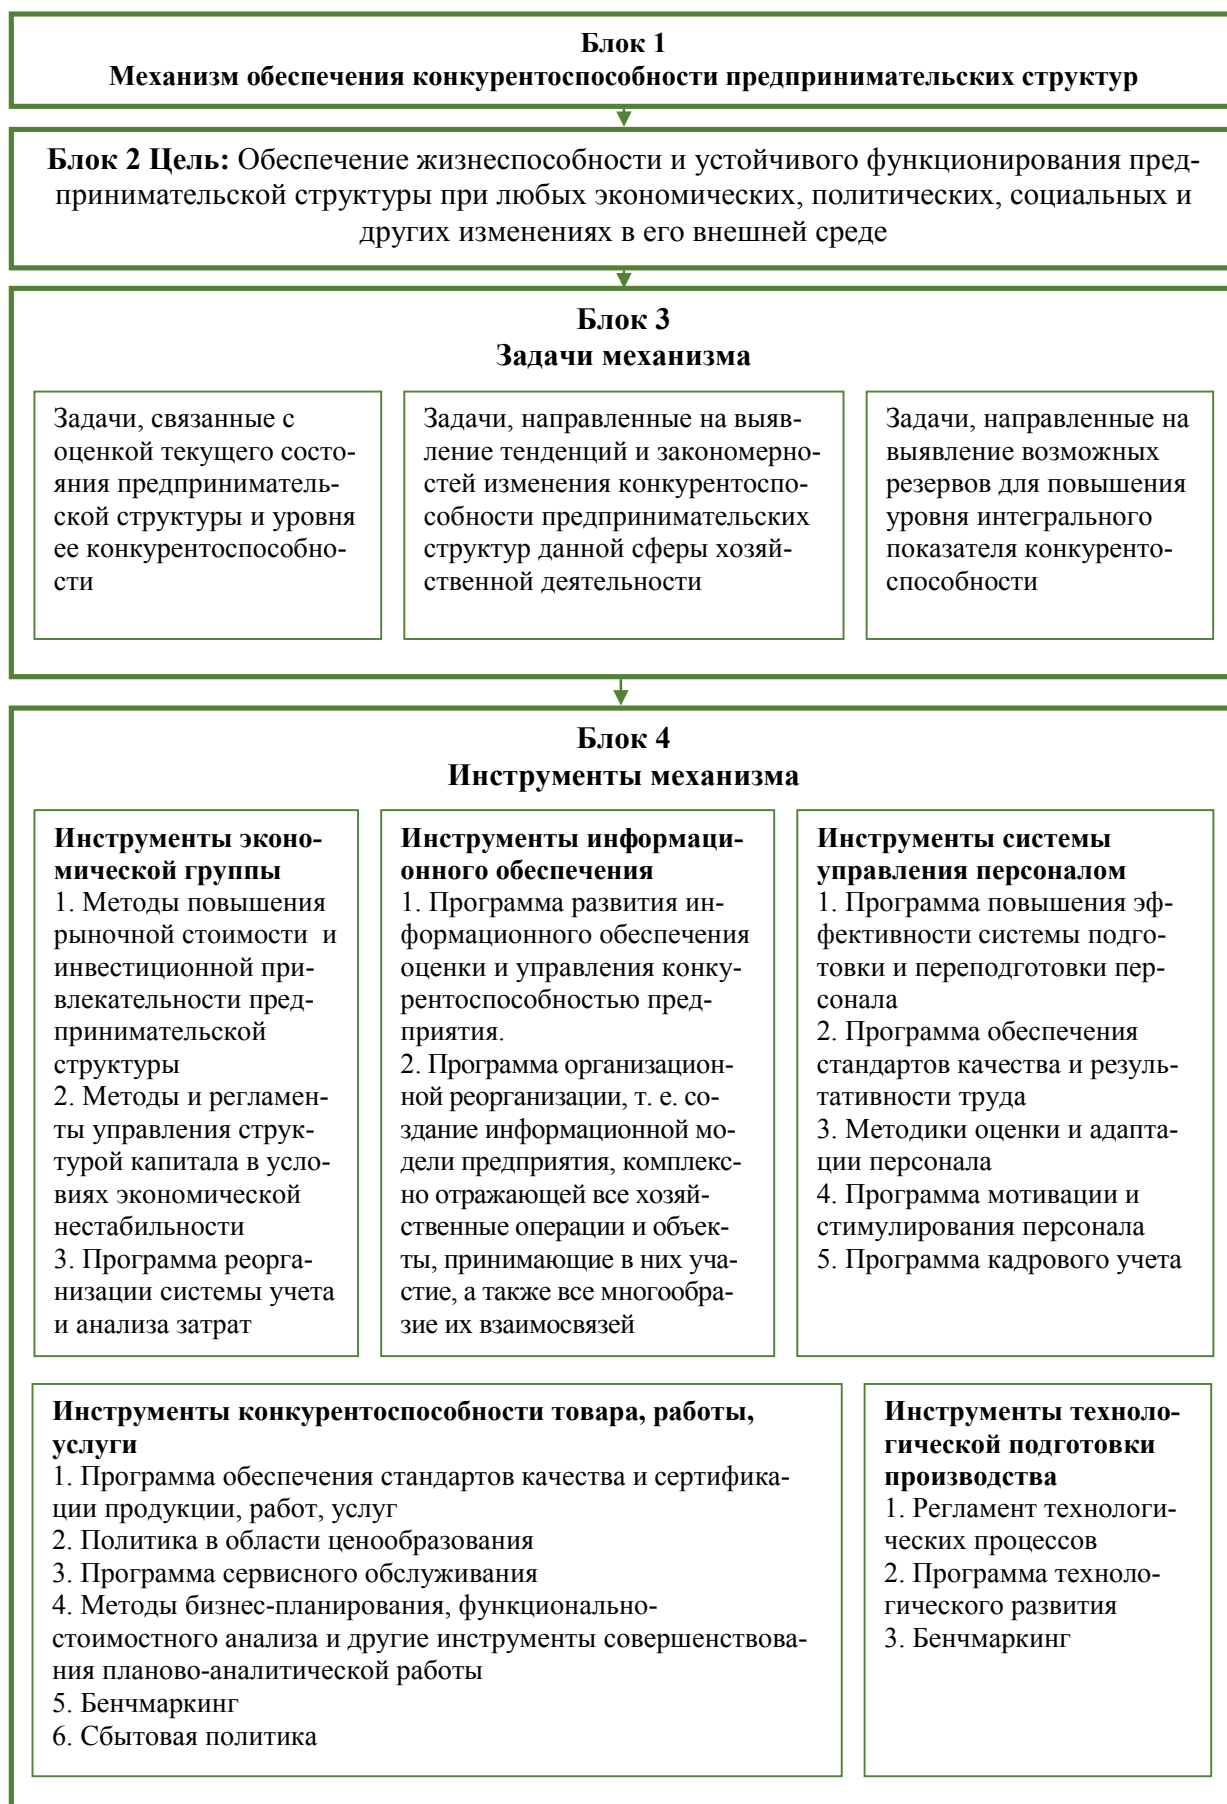 Блок 1
Механизм обеспечения конкурентоспособности предпринимательских структур
Блок 2 Цель: Обеспечение жизнеспособности и устойчивого функционирования пред-
принимательской структуры при любых экономических, политических, социальных и
других изменениях в его внешней среде
Блок 3
Задачи механизма
Задачи, связанные с
оценкой текущего состо-
яния предприниматель-
ской структуры и уровня
ее конкурентоспособно-
сти
Задачи, направленные на выяв-
ление тенденций и закономерно-
стей изменения конкурентоспо-
собности предпринимательских
структур данной сферы хозяй-
ственной деятельности
Задачи, направленные на
выявление возможных
резервов для повышения
уровня интегрального
показателя конкуренто-
способности
Блок 4
Инструменты механизма
Инструменты эконо-
мической группы
1. Методы повышения
рыночной стоимости и
инвестиционной при-
влекательности пред-
принимательской
структуры
2. Методы и регламен-
ты управления струк-
турой капитала в усло-
виях экономической
нестабильности
3. Программа реорга-
низации системы учета
и анализа затрат
Инструменты информаци-
онного обеспечения
1. Программа развития ин-
формационного обеспечения
оценки и управления конку-
рентоспособностью пред-
приятия.
2. Программа организацион-
ной реорганизации, т. е. со-
здание информационной мо-
дели предприятия, комплекс-
но отражающей все хозяй-
ственные операции и объек-
ты, принимающие в них уча-
стие, а также все многообра-
зие их взаимосвязей
Инструменты системы
управления персоналом
1. Программа повышения эф-
фективности системы подго-
товки и переподготовки пер-
сонала
2. Программа обеспечения
стандартов качества и резуль-
тативности труда
3. Методики оценки и адапта-
ции персонала
4. Программа мотивации и
стимулирования персонала
5. Программа кадрового учета
Инструменты конкурентоспособности товара, работы,
услуги
1. Программа обеспечения стандартов качества и сертифика-
ции продукции, работ, услуг
2. Политика в области ценообразования
3. Программа сервисного обслуживания
4. Методы бизнес-планирования, функционально-
стоимостного анализа и другие инструменты совершенствова-
ния планово-аналитической работы
5. Бенчмаркинг
6. Сбытовая политика
Инструменты техноло-
гической подготовки
производства
1. Регламент технологи-
ческих процессов
2. Программа техноло-
гического развития
3. Бенчмаркинг